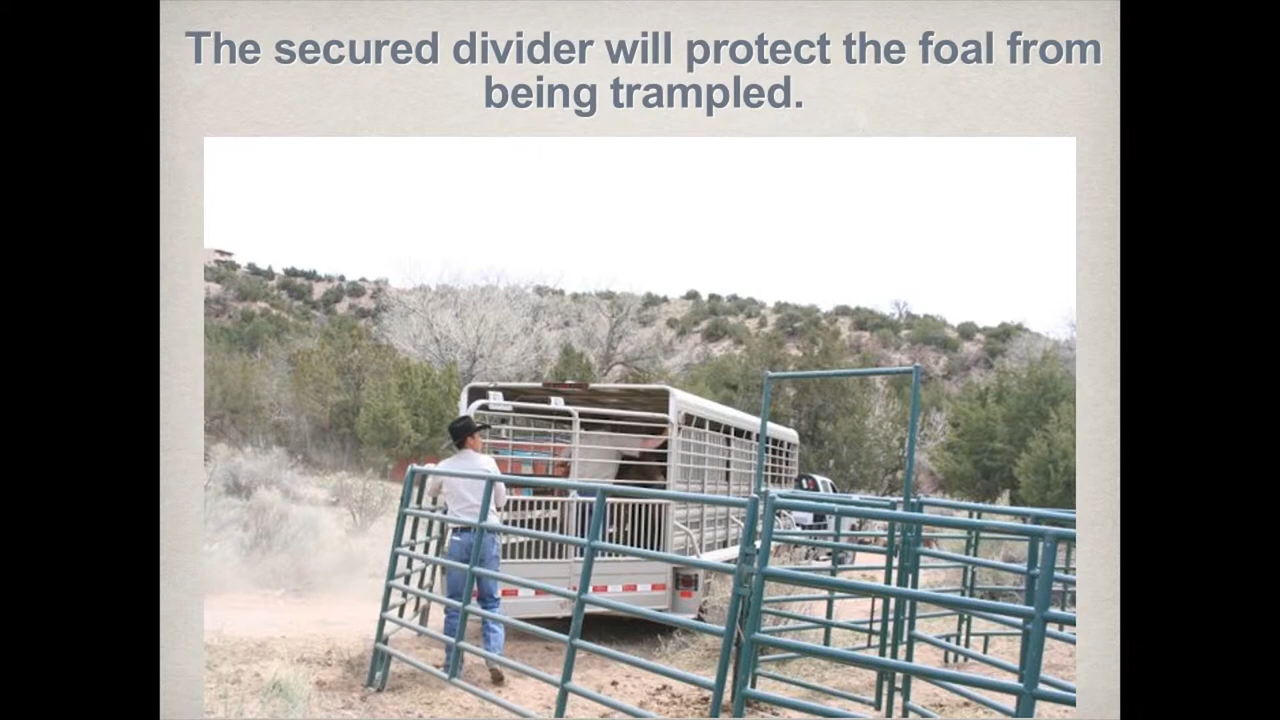 The secured divider will protect the foal from
being trampled.